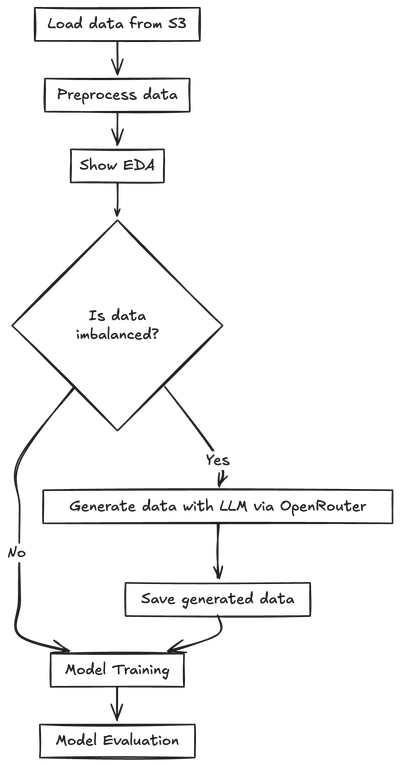 Load data from S3
Preprocess data
Show EDA
Is data
imbalanced?
Yes
Generate data with LLM via OpenRouter
No
Save generated data
Model Training
Model Evaluation